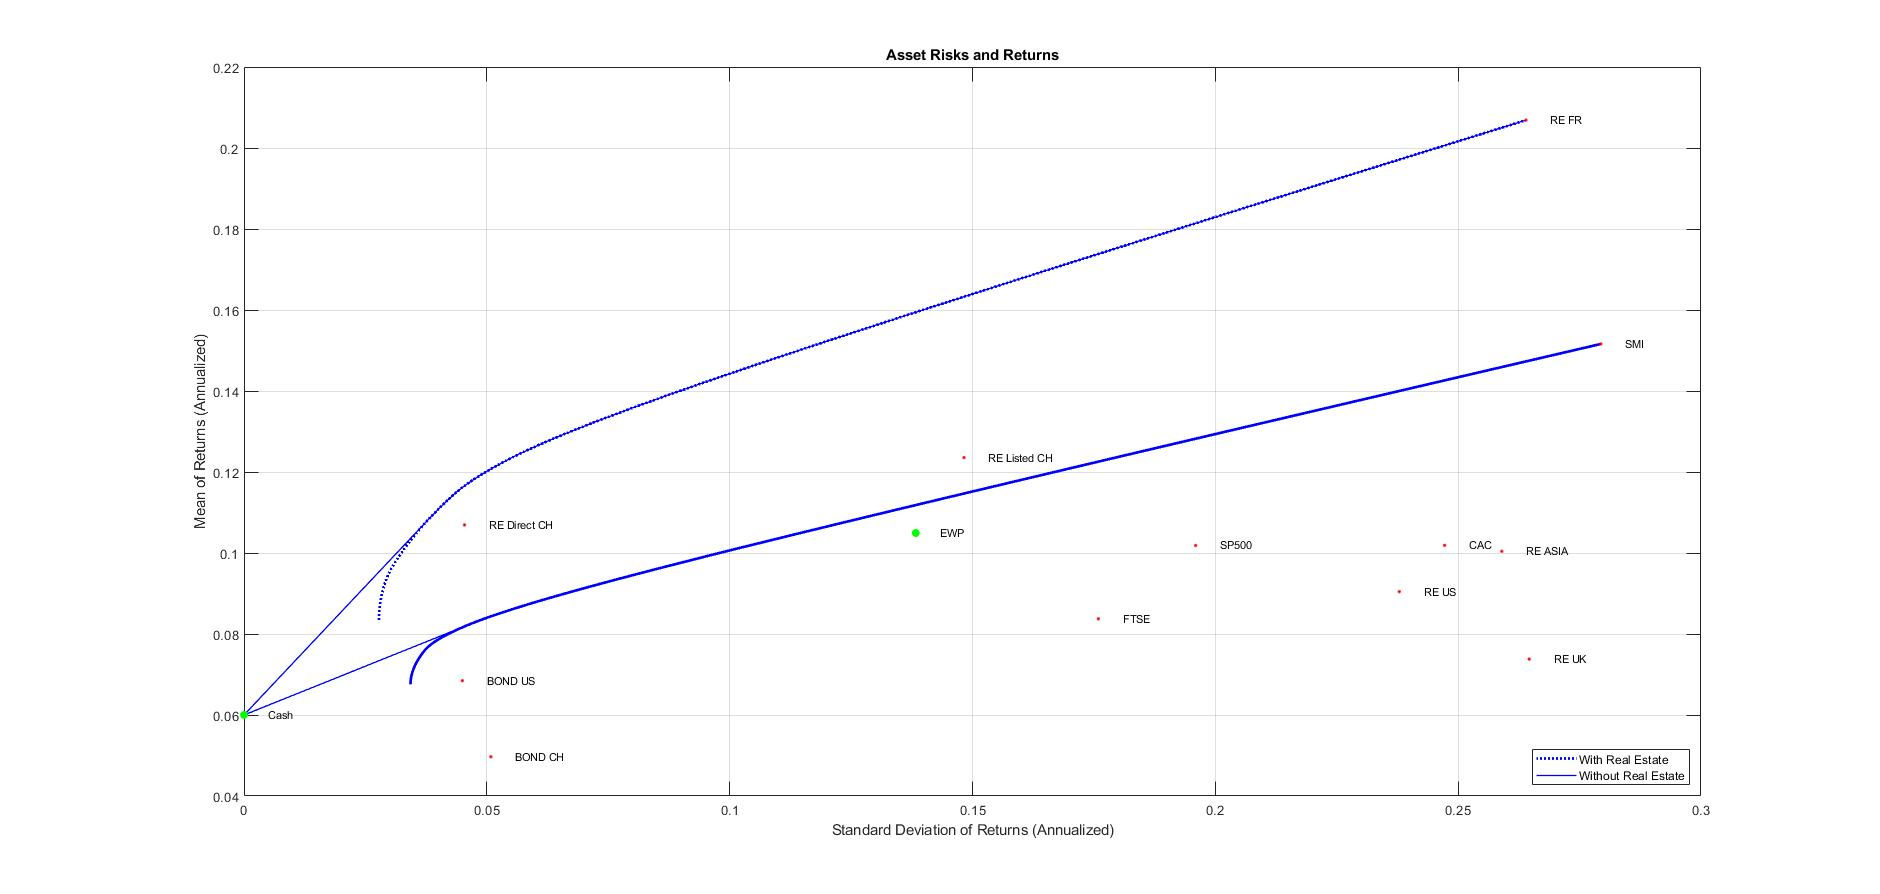 Asset Risks and Returns
0.22
RE FR
0.2
0.18
0.16
SMI
0.14
Mean of Returns (Annualized)
RE Listed CH
0.12
RE Direct CH
EWP
SP500
CAC
RE ASIA
0.1
RE US
FTSE
0.08
RE UK
BOND US
0.06
Cash
BOND CH
With Real Estate
Without Real Estate
0.04
0
0.05
0.1
0.15
0.2
0.25
0.3
Standard Deviation of Returns (Annualized)